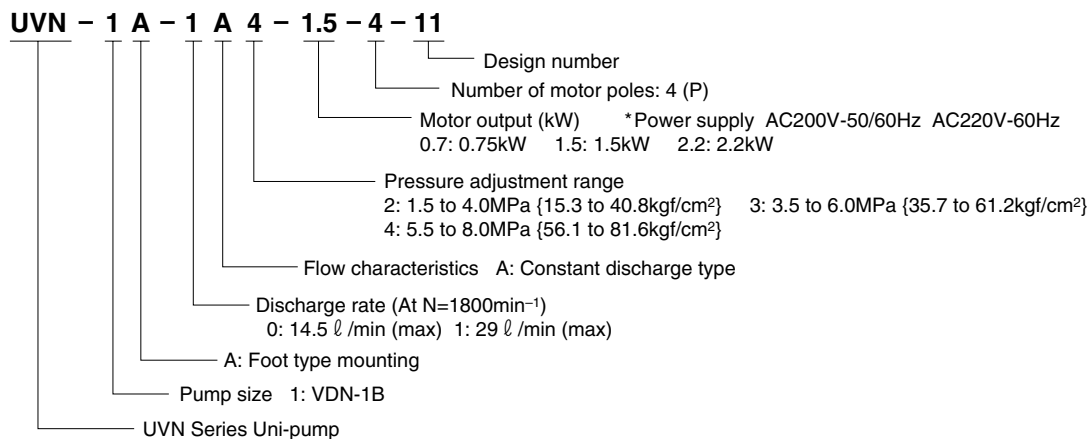 UVN – 1 A – 1 A 4 – 1.5 – 4 – 11
Design number
Number of motor poles: 4 (P)
Motor output (kW) *Power supply AC200V-50/60Hz AC220V-60Hz
0.7: 0.75kW 1.5: 1.5kW 2.2: 2.2kW
Pressure adjustment range
2: 1.5 to 4.0MPa {15.3 to 40.8kgf/cm²} 3: 3.5 to 6.0MPa {35.7 to 61.2kgf/cm²}
4: 5.5 to 8.0MPa {56.1 to 81.6kgf/cm²}
Flow characteristics A: Constant discharge type
Discharge rate (At N=1800min⁻¹)
0: 14.5 ℓ /min (max) 1: 29 ℓ /min (max)
A: Foot type mounting
Pump size 1: VDN-1B
UVN Series Uni-pump